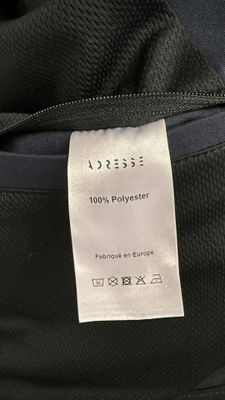 ADRESSE
100% Polyester
Fabriqué en Europe